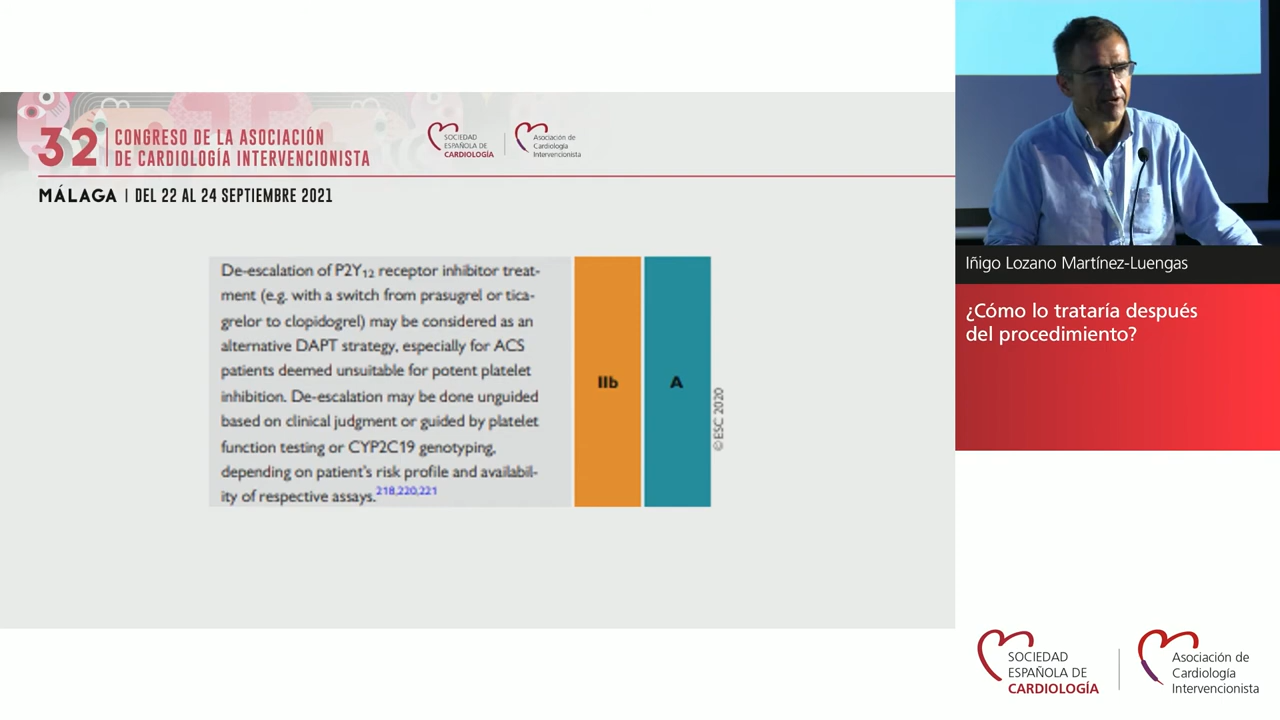 32
CONGRESO DE LA ASOCIACIÓN
DE CARDIOLOGÍA INTERVENCIONISTA
SOCIEDAD
ESPAÑOLA DE
CARDIOLOGÍA
Asociación de
Cardiología
Intervencionista
MÁLAGA | DEL 22 AL 24 SEPTIEMBRE 2021
De-escalation of P2Y₁₂ receptor inhibitor treat-
ment (e.g. with a switch from prasugrel or tica-
grelor to clopidogrel) may be considered as an
alternative DAPT strategy, especially for ACS
patients deemed unsuitable for potent platelet
inhibition. De-escalation may be done unguided
based on clinical judgment or guided by platelet
function testing or CYP2C19 genotyping,
depending on patient's risk profile and availabil-
ity of respective assays.218,220,221
IIb
A
© ESC 2020
Iñigo Lozano Martínez-Luengas
¿Cómo lo trataría después
del procedimiento?
SOCIEDAD
ESPAÑOLA DE
CARDIOLOGÍA
Asociación de
Cardiología
Intervencionista